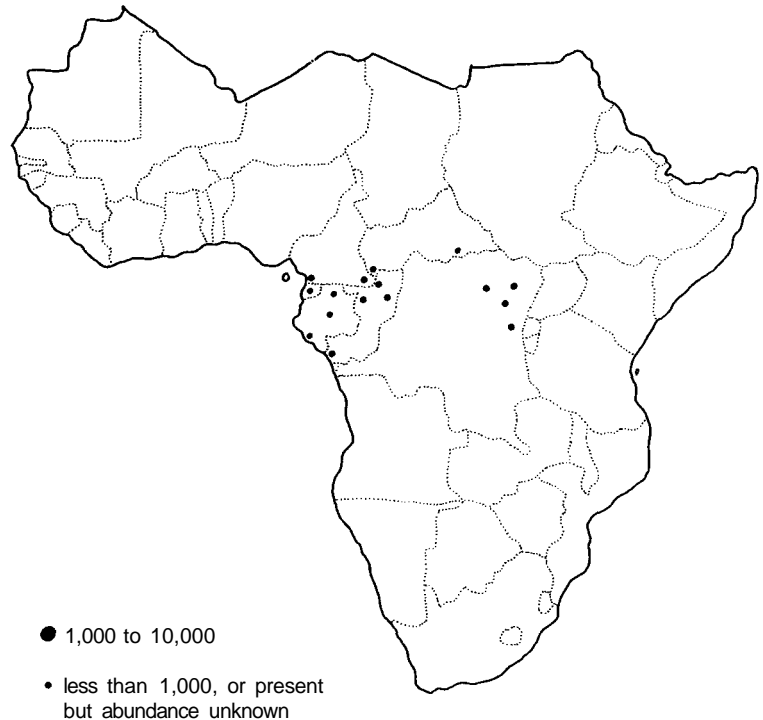 1,000 to 10,000
less than 1,000, or present
but abundance unknown